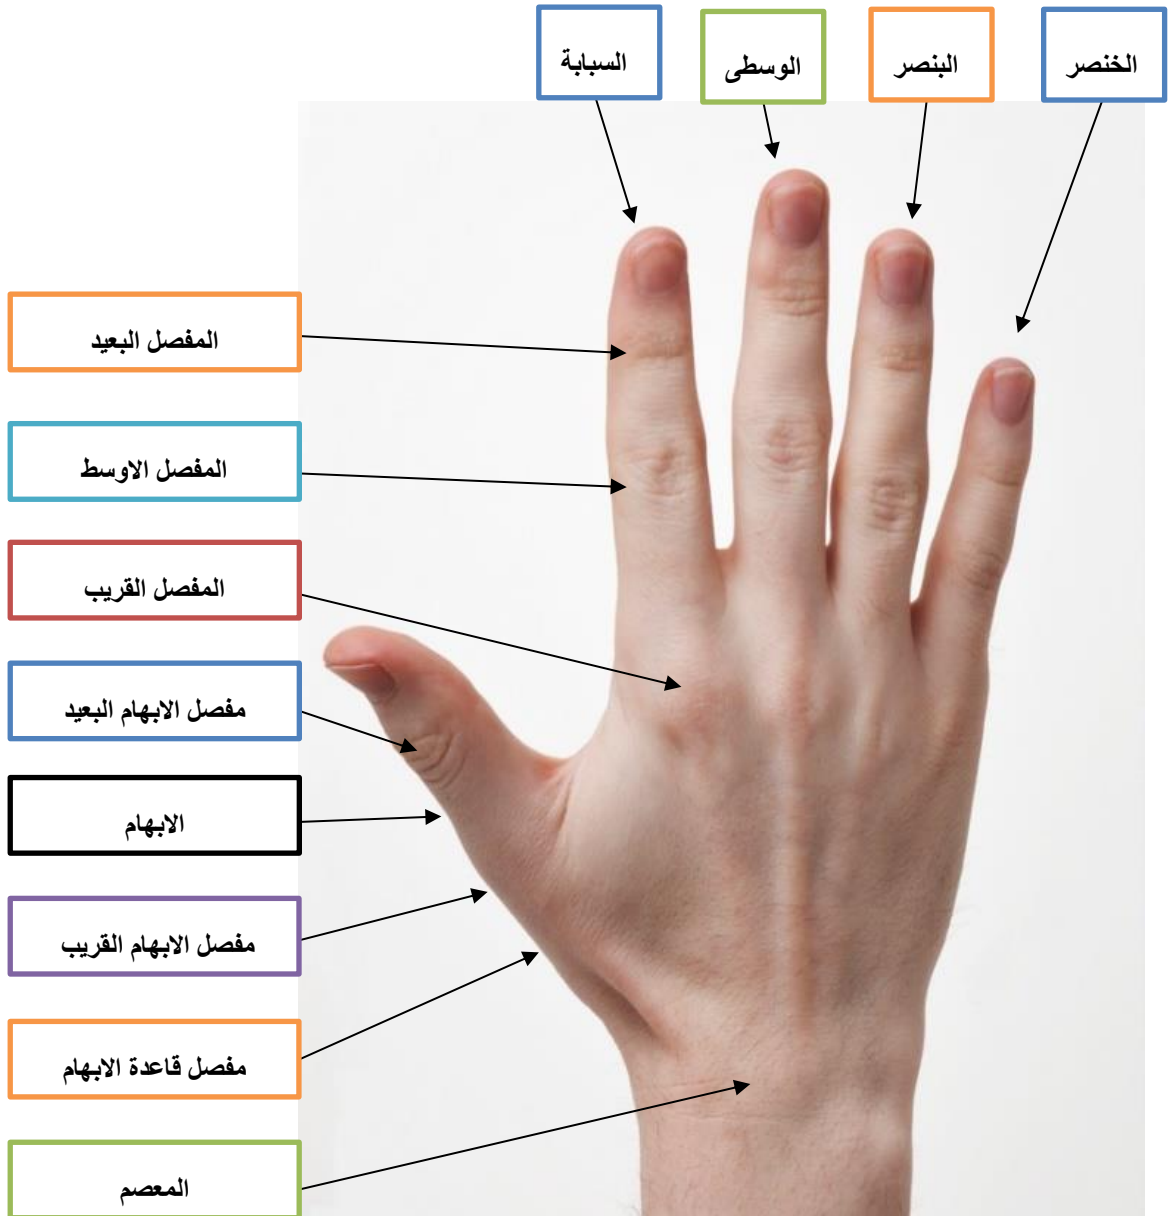 الخنصر
البنصر
الوسطى
السبابة
المفصل البعيد
المفصل الاوسط
المفصل القريب
مفصل الابهام البعيد
الابهام
مفصل الابهام القريب
مفصل قاعدة الابهام
المعصم